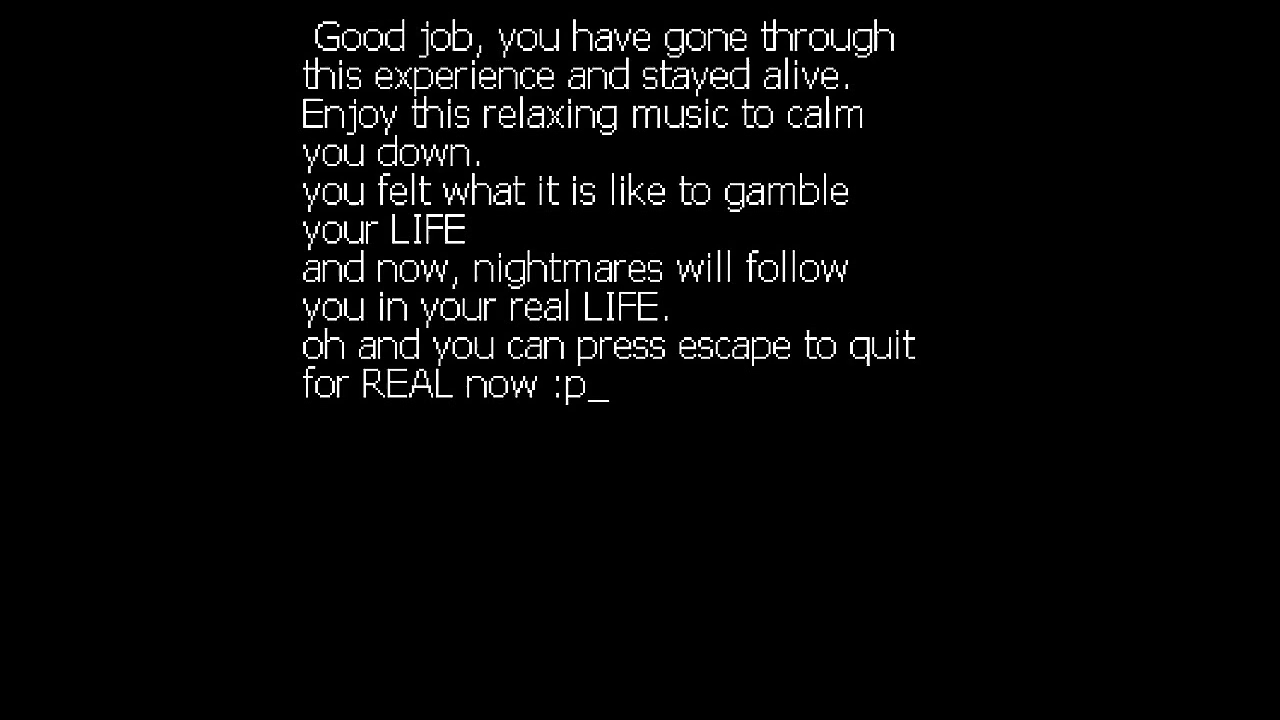 Good job, you have gone through
this experience and stayed alive.
Enjoy this relaxing music to calm
you down.
you felt what it is like to gamble
your LIFE
and now, nightmares will follow
you in your real LIFE.
oh and you can press escape to quit
for REAL now :p_